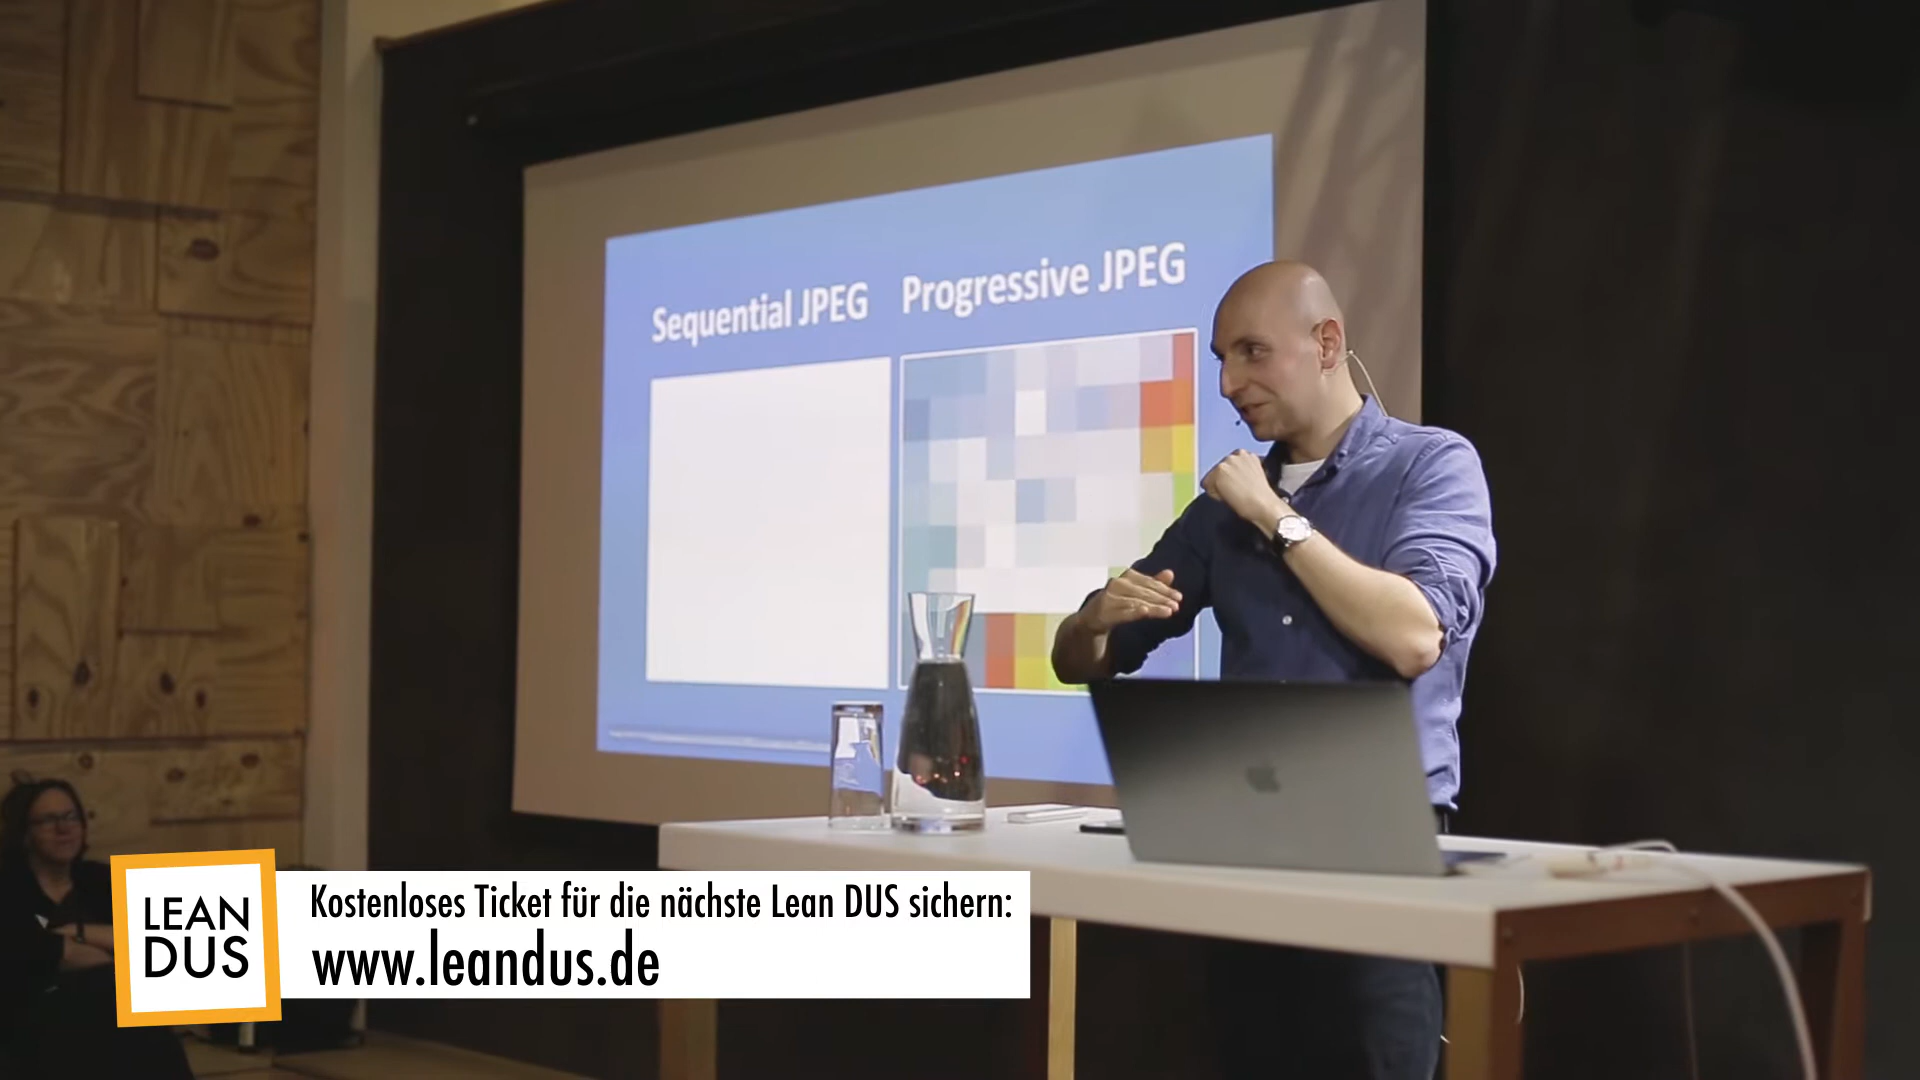 Sequential JPEG
Progressive JPEG
LEAN
DUS
Kostenloses Ticket für die nächste Lean DUS sichern:
www.leandus.de